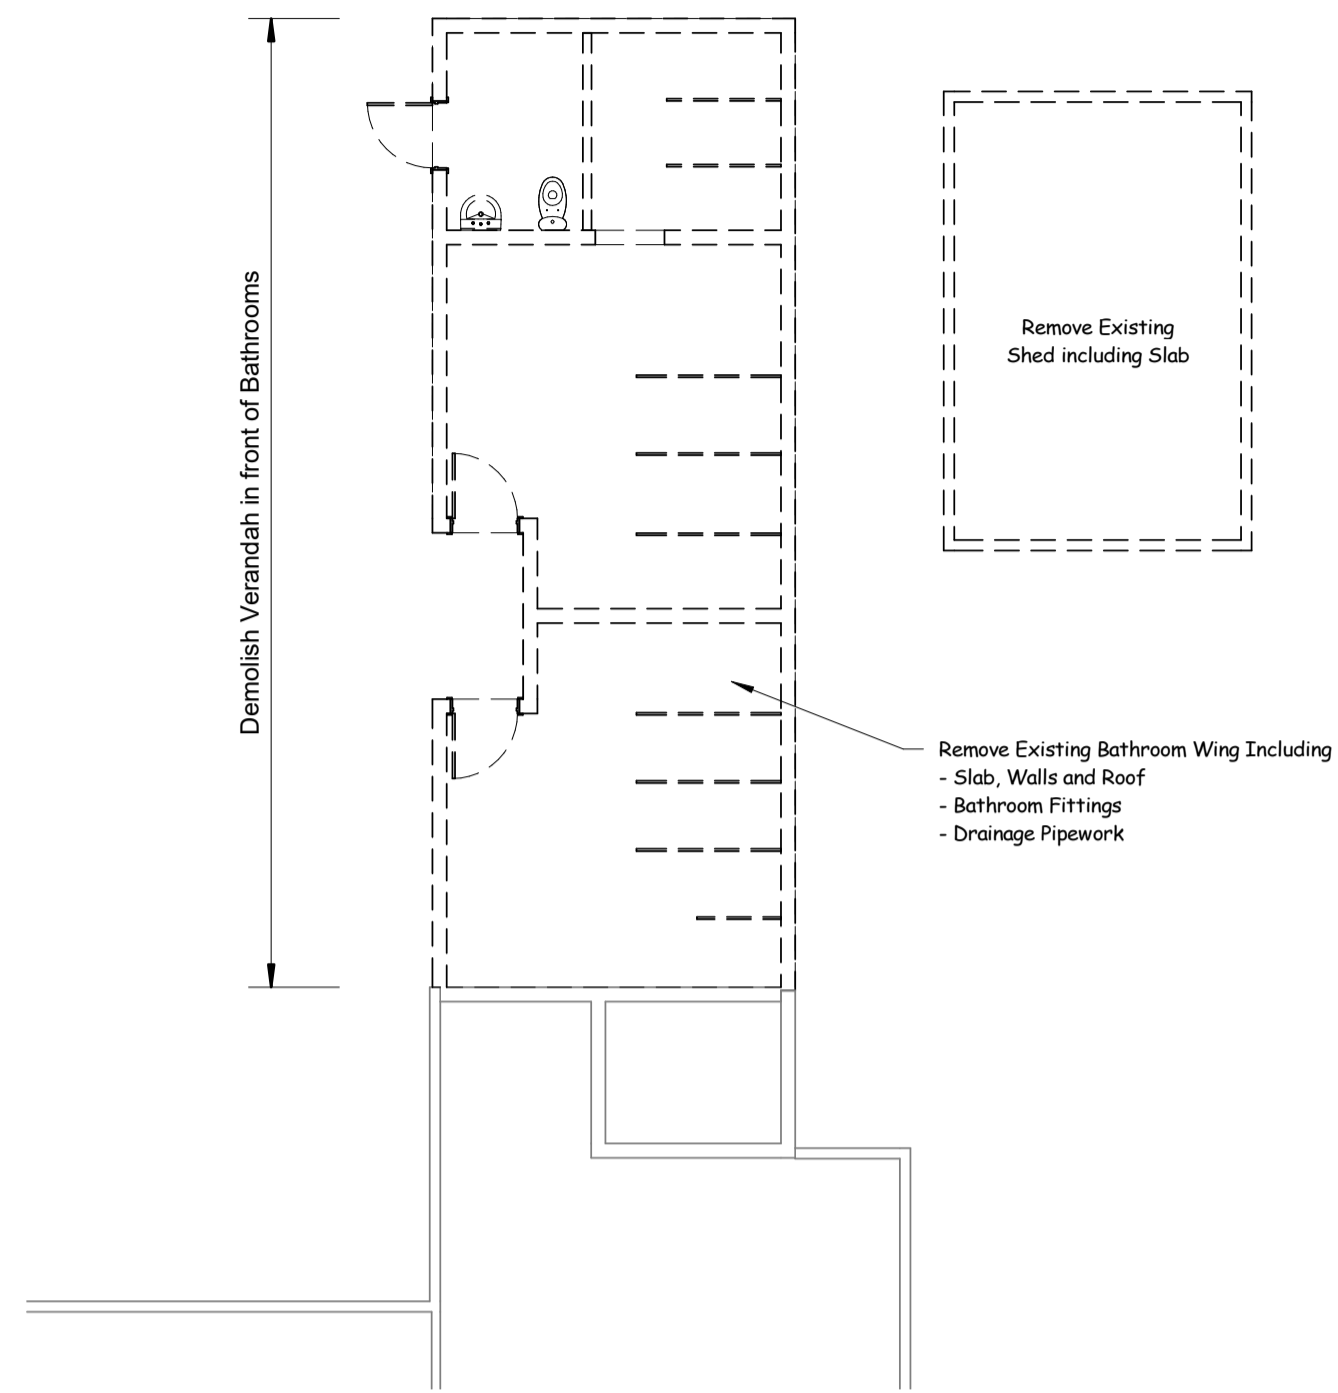 Demolish Verandah in front of Bathrooms
Remove Existing
Shed including Slab
Remove Existing Bathroom Wing Including
- Slab, Walls and Roof
- Bathroom Fittings
- Drainage Pipework